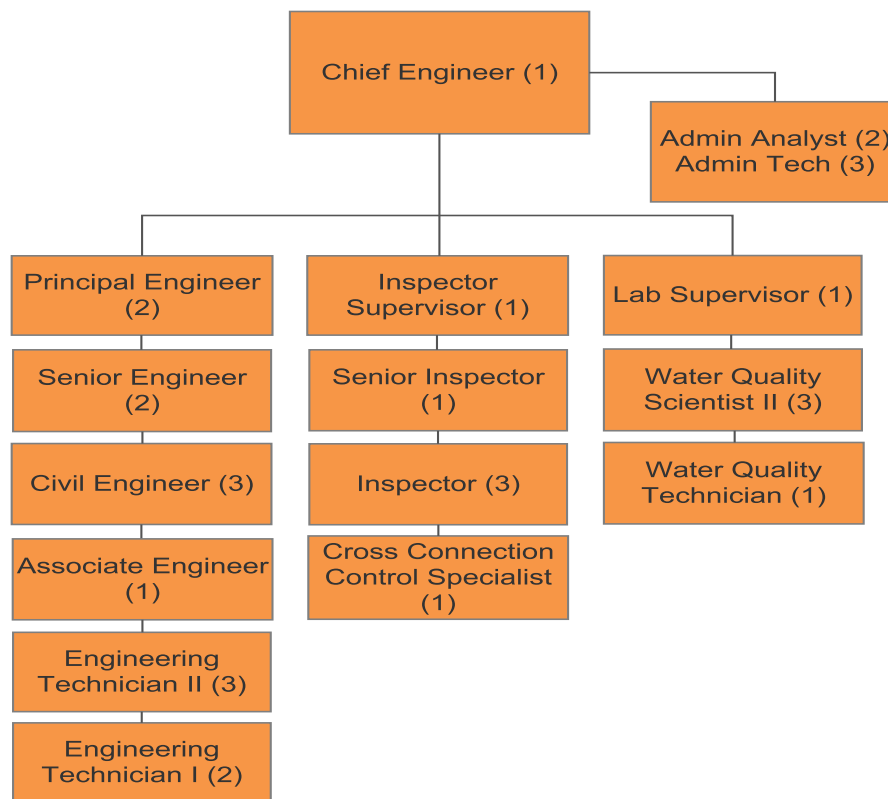 Chief Engineer (1)
Admin Analyst (2)
Admin Tech (3)
Principal Engineer
(2)
Senior Engineer
(2)
Civil Engineer (3)
Associate Engineer
(1)
Engineering
Technician II (3)
Engineering
Technician I (2)
Inspector
Supervisor (1)
Senior Inspector
(1)
Inspector (3)
Cross Connection
Control Specialist
(1)
Lab Supervisor (1)
Water Quality
Scientist II (3)
Water Quality
Technician (1)